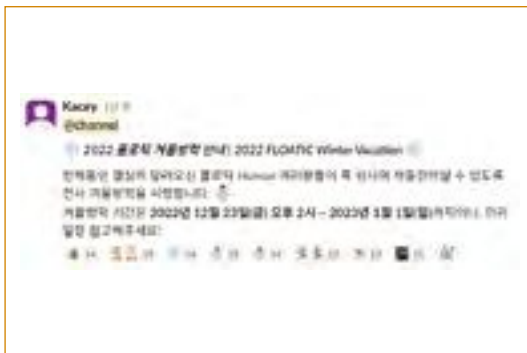 Kacey
@channel
2022 플로틱 겨울방학 안내 2022 FLOATIC Winter Vacation
한해동안 열심히 달려오신 플로틱 Human 여러분들이 푹 쉬시며 수 있도록
전사 겨울방학을 시행합니다.
겨울방학 기간은 2022년 12월 23일(금) 오후 2시 – 2023년 1월 1일(일)까지이니, 미리
일정 참고해주세요!